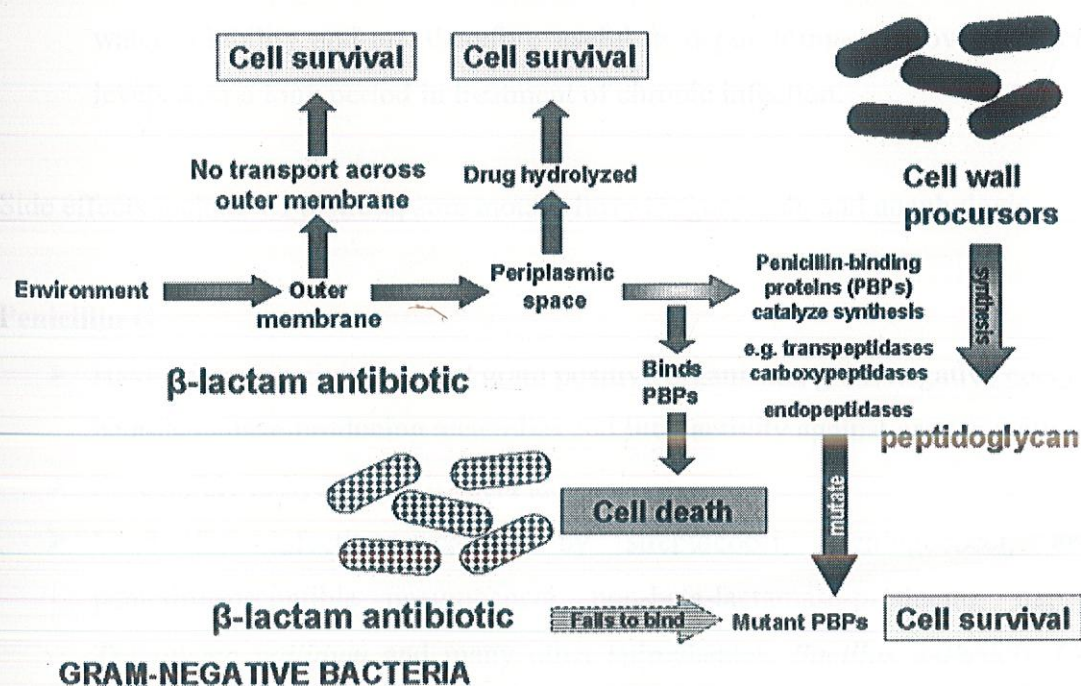 Cell survival
Cell survival
No transport across
outer membrane
Drug hydrolyzed
Cell wall
procursors
Environment
Outer
membrane
Periplasmic
space
Penicillin-binding
proteins (PBPs)
catalyze synthesis
e.g. transpeptidases
carboxypeptidases
endopeptidases
synthesis
β-lactam antibiotic
Binds
PBPs
peptidoglycan
Cell death
mutate
β-lactam antibiotic
Fails to bind
Mutant PBPs
Cell survival
GRAM-NEGATIVE BACTERIA